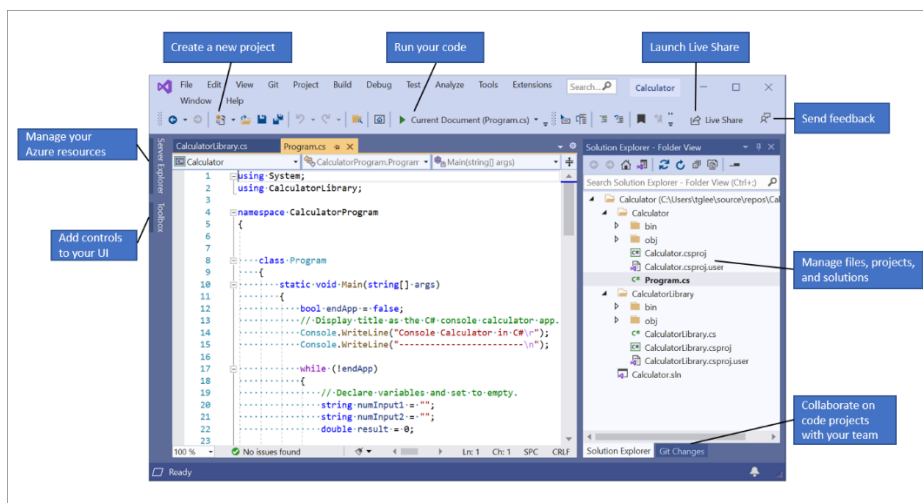 Create a new project
Run your code
Launch Live Share
File Edit View Git Project Build Debug Test Analyze Tools Extensions
Search... Calculator
Window Help
Current Document (Program.cs)
Live Share
Send feedback
Manage your
Azure resources
Server Explorer
Toolbox
Add controls
to your UI
CalculatorLibrary.cs Program.cs
Calculator CalculatorProgram.Program Main(string[] args)
1 using System;
2 using CalculatorLibrary;
3
4 namespace CalculatorProgram
5 {
6
7
8 class Program
9 {
10 static void Main(string[] args)
11 {
12 bool endApp = false;
13 // Display title as the C# console calculator app.
14 Console.WriteLine("Console Calculator in C#\r");
15 Console.WriteLine("------------------------\n");
16
17 while (!endApp)
18 {
19 // Declare variables and set to empty.
20 string numInput1 = "";
21 string numInput2 = "";
22 double result = 0;
23
100 % No issues found Ln: 1 Ch: 1 SPC CRLF
Ready
Solution Explorer - Folder View
Search Solution Explorer - Folder View (Ctrl+;)
Calculator (C:\Users\tglee\source\repos\Cal
Calculator
bin
obj
Calculator.csproj
Calculator.csproj.user
C# Program.cs
CalculatorLibrary
bin
obj
C# CalculatorLibrary.cs
CalculatorLibrary.csproj
CalculatorLibrary.csproj.user
Calculator.sln
Solution Explorer Git Changes
Manage files, projects,
and solutions
Collaborate on
code projects
with your team